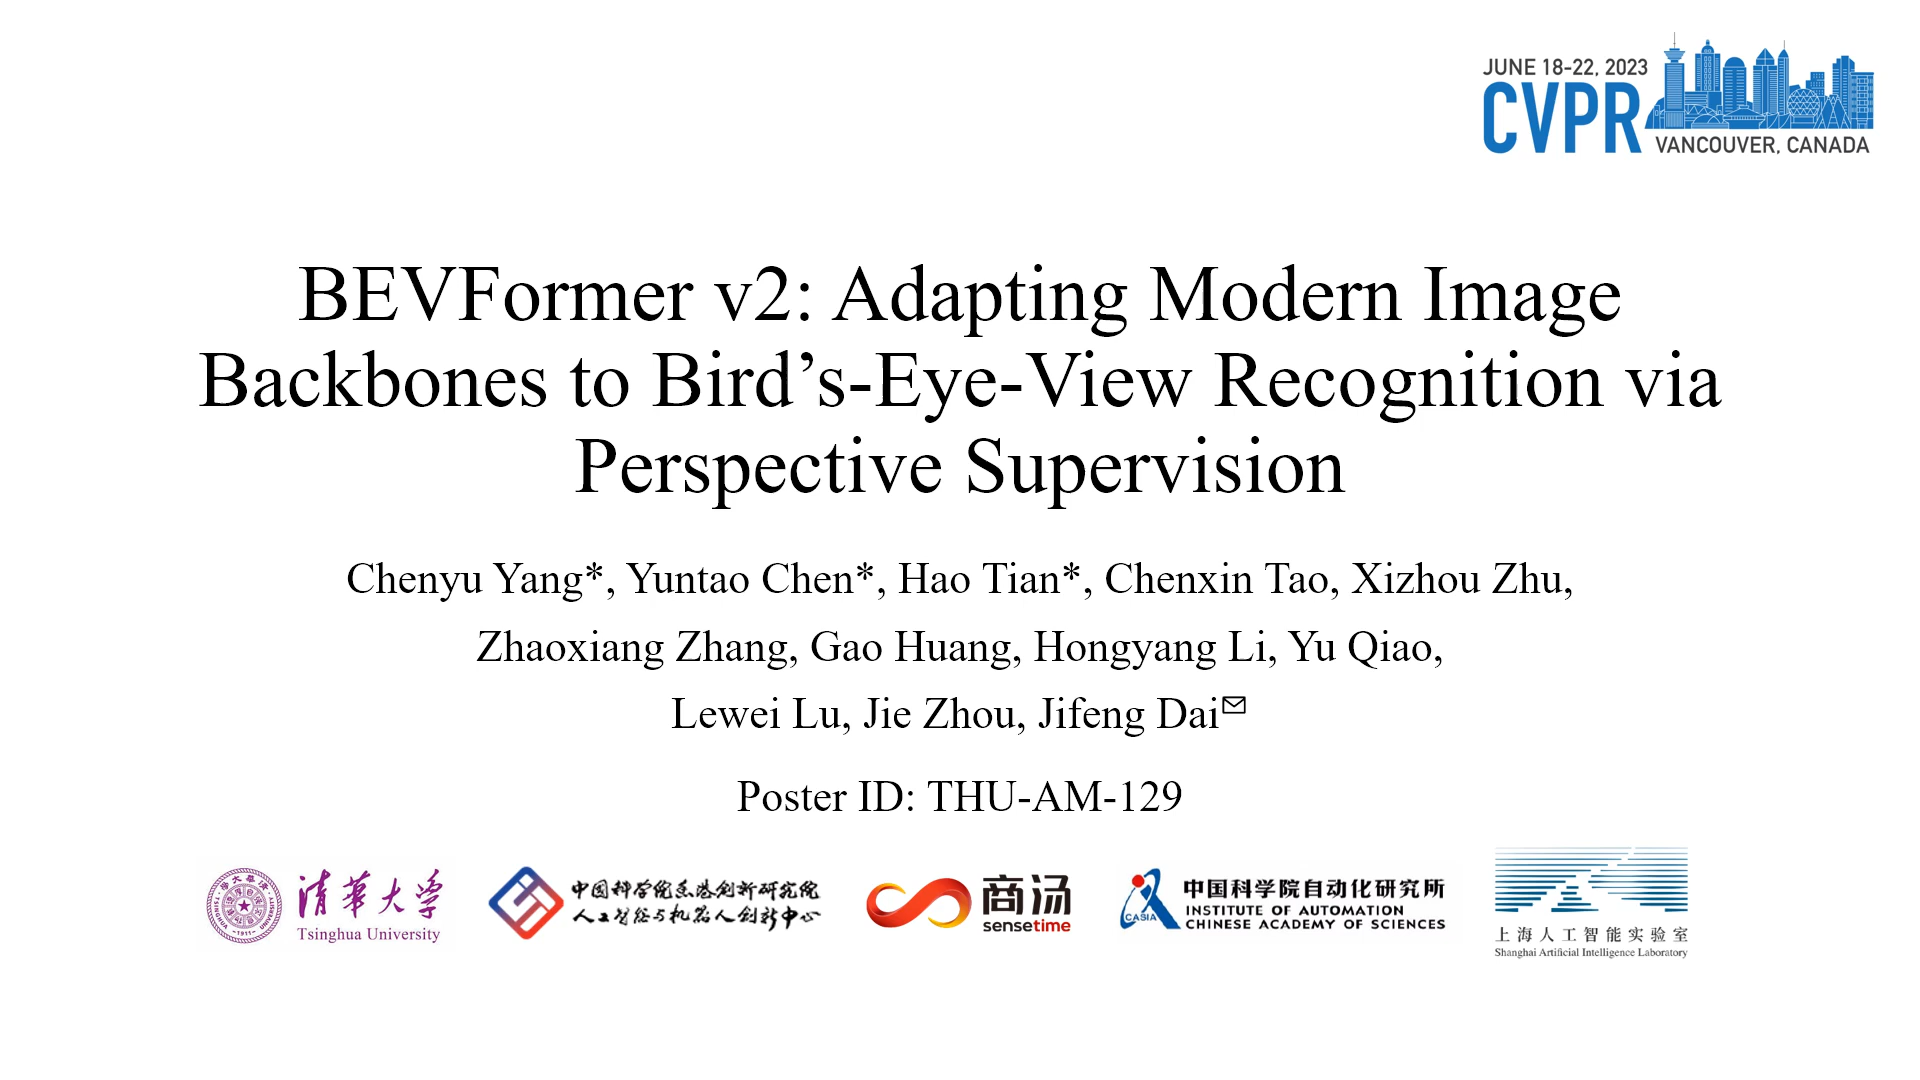 JUNE 18-22, 2023
CVPR
VANCOUVER, CANADA
BEVFormer v2: Adapting Modern Image
Backbones to Bird’s-Eye-View Recognition via
Perspective Supervision
Chenyu Yang*, Yuntao Chen*, Hao Tian*, Chenxin Tao, Xizhou Zhu,
Zhaoxiang Zhang, Gao Huang, Hongyang Li, Yu Qiao,
Lewei Lu, Jie Zhou, Jifeng Dai
Poster ID: THU-AM-129
TSINGHUA UNIVERSITY
-1911-
清華大学
Tsinghua University
中国科学院香港创新研究院
人工智能与机器人创新中心
商汤
sensetime
CASIA
中国科学院自动化研究所
INSTITUTE OF AUTOMATION
CHINESE ACADEMY OF SCIENCES
上海人工智能实验室
Shanghai Artificial Intelligence Laboratory